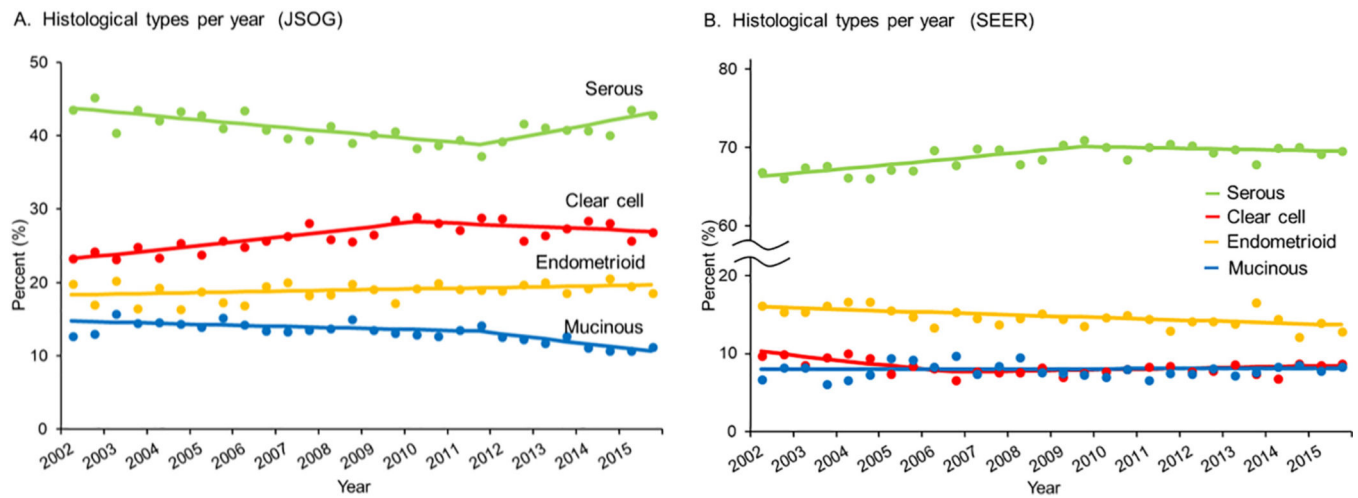 A. Histological types per year (JSOG)
50
40
30
20
10
0
Percent (%)
Serous
Clear cell
Endometrioid
Mucinous
2002 2003 2004 2005 2006 2007 2008 2009 2010 2011 2012 2013 2014 2015
Year
B. Histological types per year (SEER)
80
70
60
20
10
0
Percent (%)
Serous
Clear cell
Endometrioid
Mucinous
2002 2003 2004 2005 2006 2007 2008 2009 2010 2011 2012 2013 2014 2015
Year